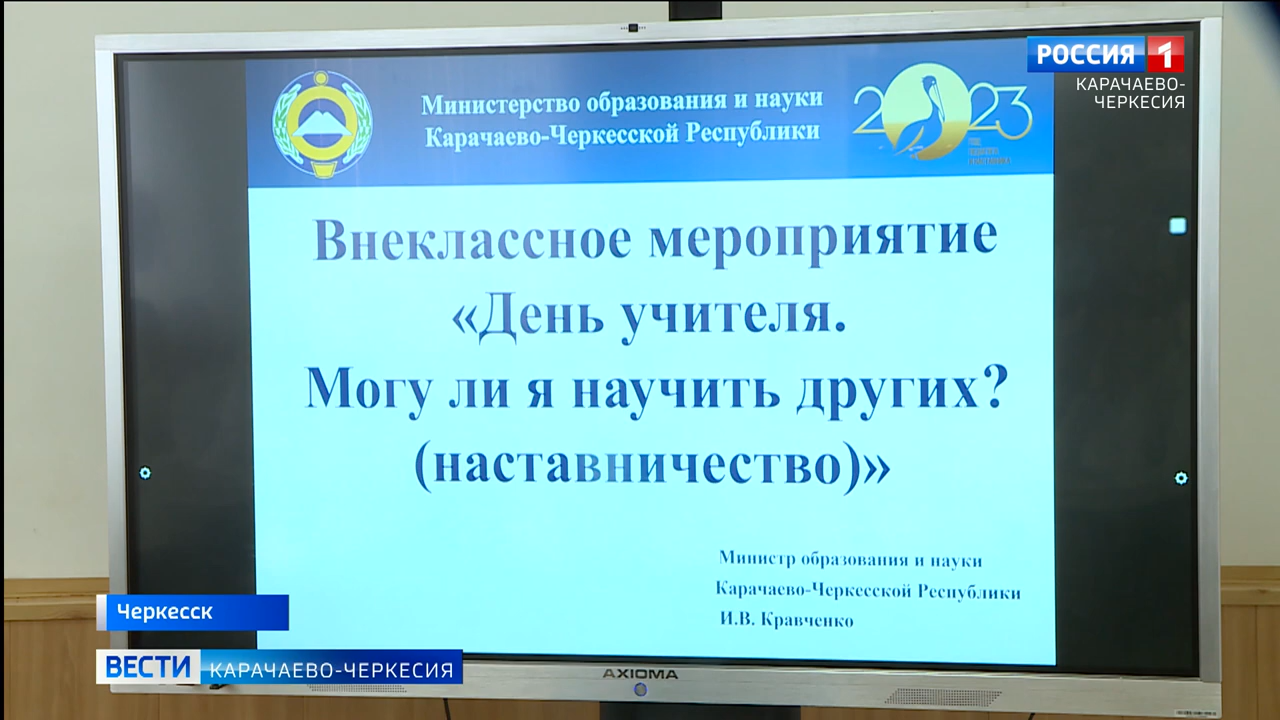 РОССИЯ 1
КАРАЧАЕВО-
ЧЕРКЕСИЯ
Министерство образования и науки
Карачаево-Черкесской Республики
2023
Внеклассное мероприятие
«День учителя.
Могу ли я научить других?
(наставничество)»
Министр образования и науки
Карачаево-Черкесской Республики
И.В. Кравченко
Черкесск
ВЕСТИ КАРАЧАЕВО-ЧЕРКЕСИЯ
AXIOMA